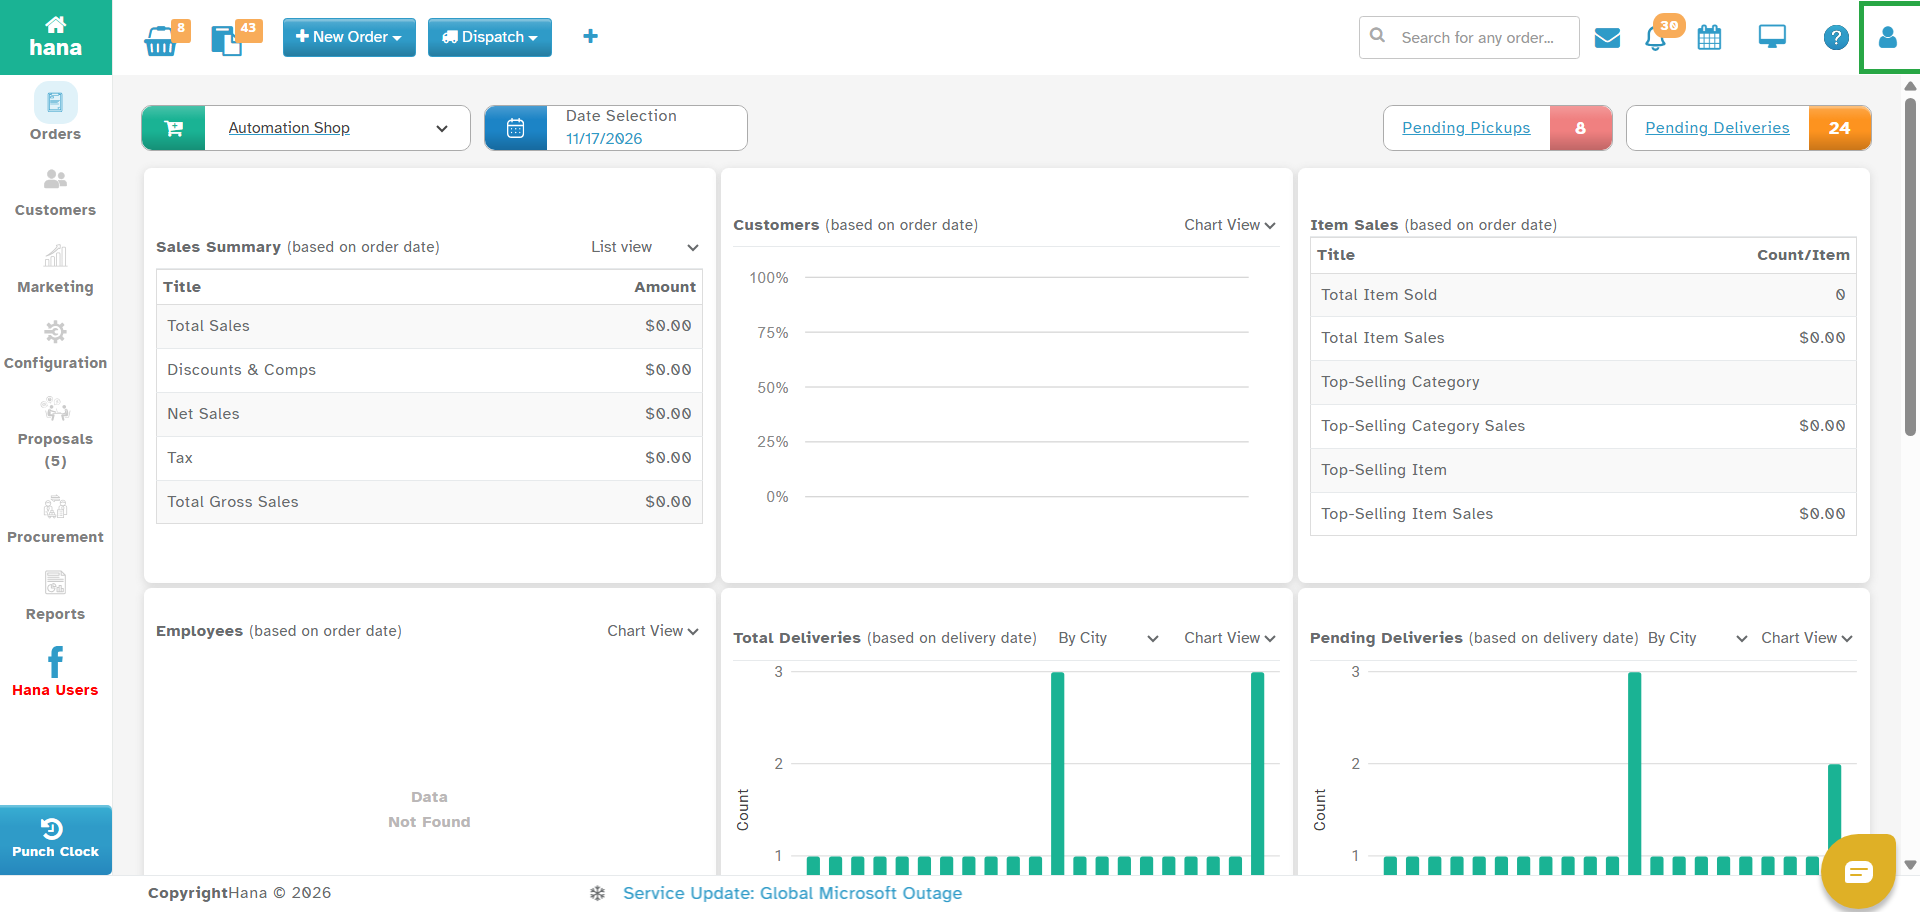 hana
8
43
New Order
Dispatch
Search for any order...
30
?
Orders
Customers
Marketing
Configuration
Proposals
(5)
Procurement
Reports
Hana Users
Punch Clock
Automation Shop
Date Selection
11/17/2026
Pending Pickups
8
Pending Deliveries
24
Sales Summary (based on order date)
List view
Title Amount
Total Sales $0.00
Discounts & Comps $0.00
Net Sales $0.00
Tax $0.00
Total Gross Sales $0.00
Customers (based on order date)
Chart View
100%
75%
50%
25%
0%
Item Sales (based on order date)
Title Count/Item
Total Item Sold 0
Total Item Sales $0.00
Top-Selling Category
Top-Selling Category Sales $0.00
Top-Selling Item
Top-Selling Item Sales $0.00
Employees (based on order date)
Chart View
Data
Not Found
Total Deliveries (based on delivery date)
By City
Chart View
3
2
1
Count
Pending Deliveries (based on delivery date)
By City
Chart View
3
2
1
Count
CopyrightHana © 2026
Service Update: Global Microsoft Outage